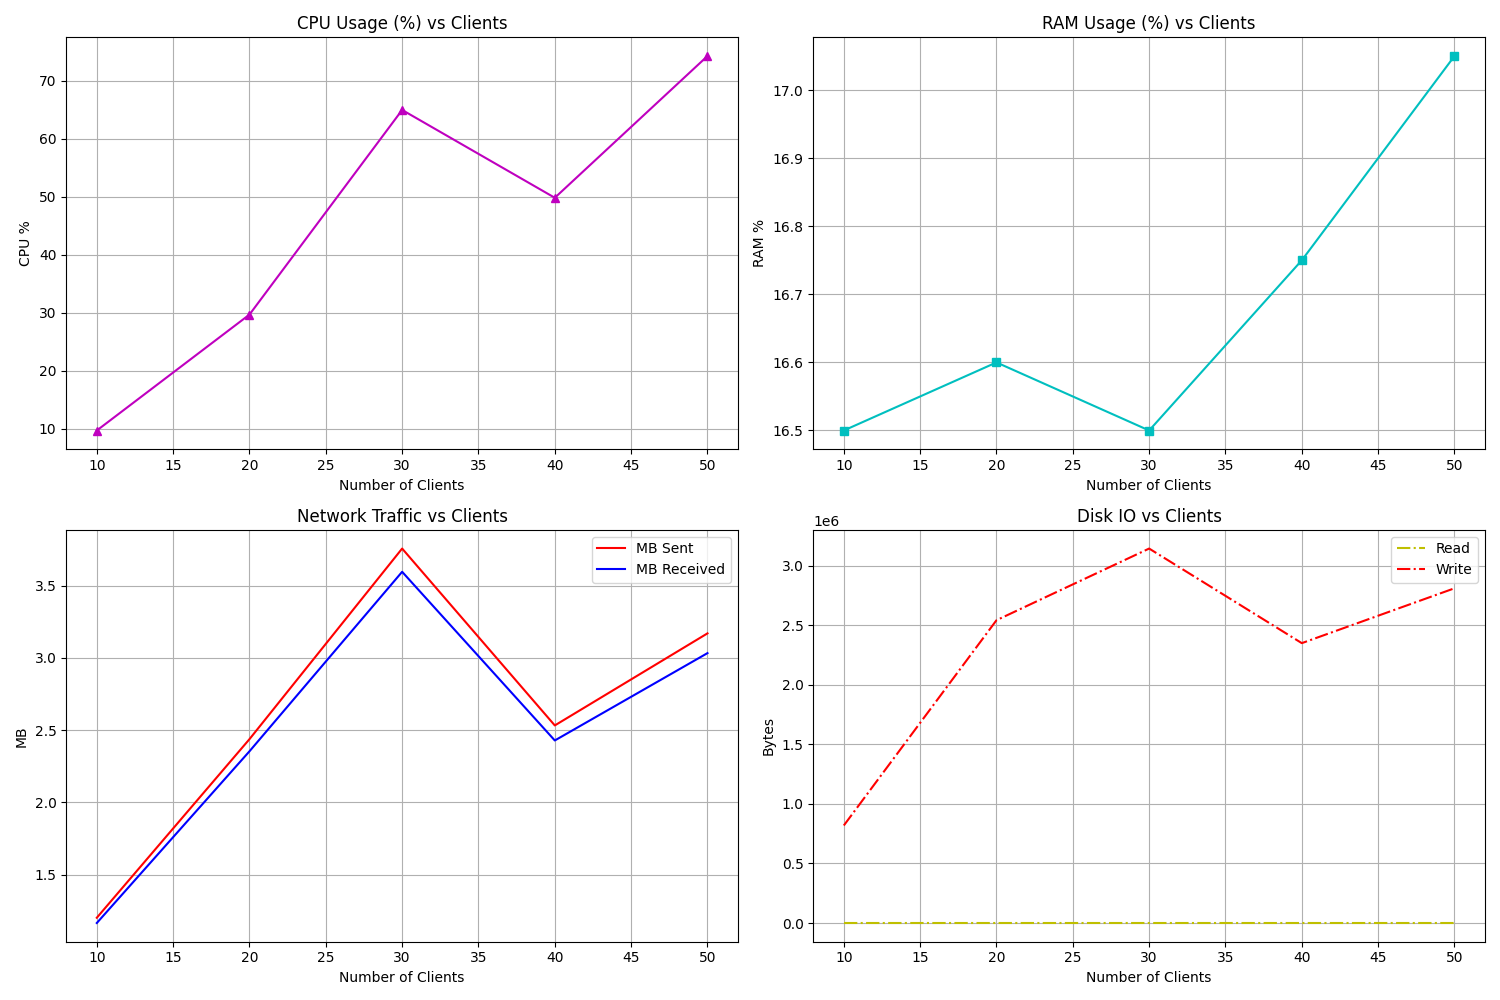 CPU Usage (%) vs Clients
CPU %
70
60
50
40
30
20
10
10 15 20 25 30 35 40 45 50
Number of Clients
RAM Usage (%) vs Clients
RAM %
17.0
16.9
16.8
16.7
16.6
16.5
10 15 20 25 30 35 40 45 50
Number of Clients
Network Traffic vs Clients
MB Sent
MB Received
MB
3.5
3.0
2.5
2.0
1.5
10 15 20 25 30 35 40 45 50
Number of Clients
Disk IO vs Clients
1e6
Read
Write
Bytes
3.0
2.5
2.0
1.5
1.0
0.5
0.0
10 15 20 25 30 35 40 45 50
Number of Clients